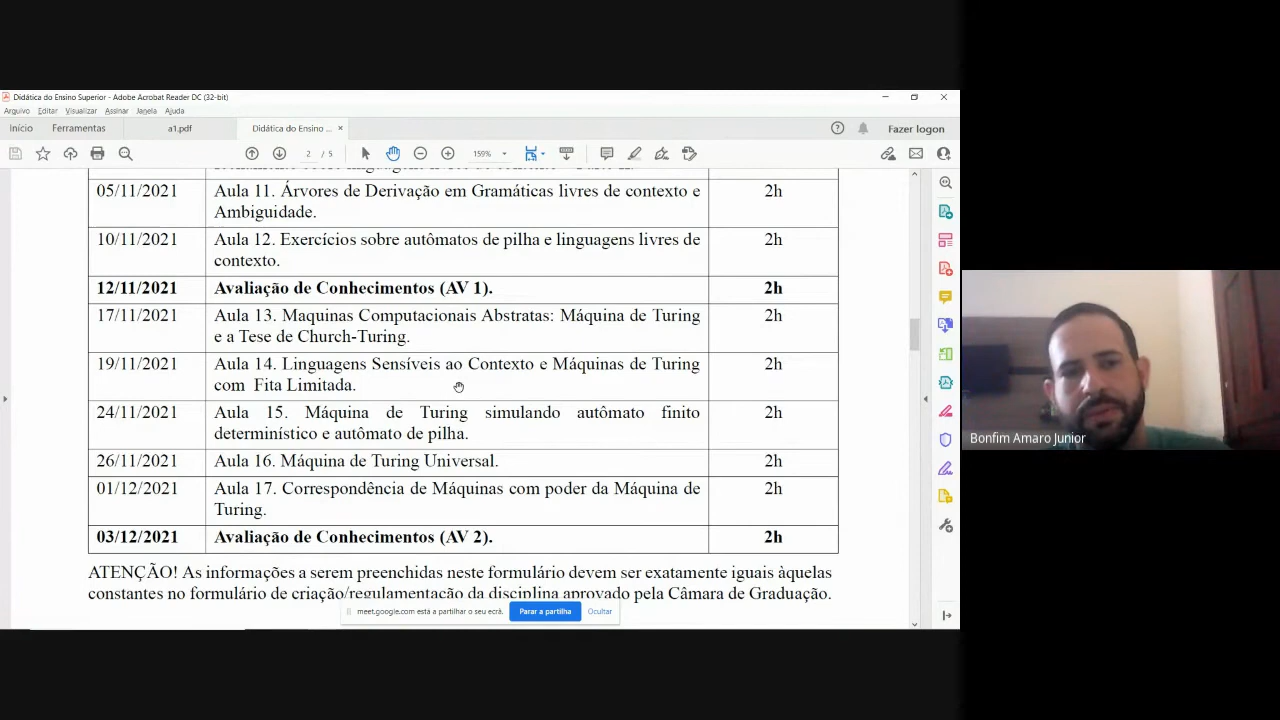 Didática do Ensino Superior - Adobe Acrobat Reader DC (32-bit)
Arquivo Editar Visualizar Assinar Janela Ajuda
Início Ferramentas a1.pdf Didática do Ensino ... × Fazer logon
2 / 5 159%
05/11/2021 Aula 11. Árvores de Derivação em Gramáticas livres de contexto e 2h
Ambiguidade.
10/11/2021 Aula 12. Exercícios sobre autômatos de pilha e linguagens livres de 2h
contexto.
12/11/2021 Avaliação de Conhecimentos (AV 1). 2h
17/11/2021 Aula 13. Maquinas Computacionais Abstratas: Máquina de Turing 2h
e a Tese de Church-Turing.
19/11/2021 Aula 14. Linguagens Sensíveis ao Contexto e Máquinas de Turing 2h
com Fita Limitada.
24/11/2021 Aula 15. Máquina de Turing simulando autômato finito 2h
determinístico e autômato de pilha.
26/11/2021 Aula 16. Máquina de Turing Universal. 2h
01/12/2021 Aula 17. Correspondência de Máquinas com poder da Máquina de 2h
Turing.
03/12/2021 Avaliação de Conhecimentos (AV 2). 2h
ATENÇÃO! As informações a serem preenchidas neste formulário devem ser exatamente iguais àquelas
constantes no formulário de criação/regulamentação da disciplina aprovado pela Câmara de Graduação.
meet.google.com está a partilhar o seu ecrã. Parar a partilha Ocultar
Bonfim Amaro Junior